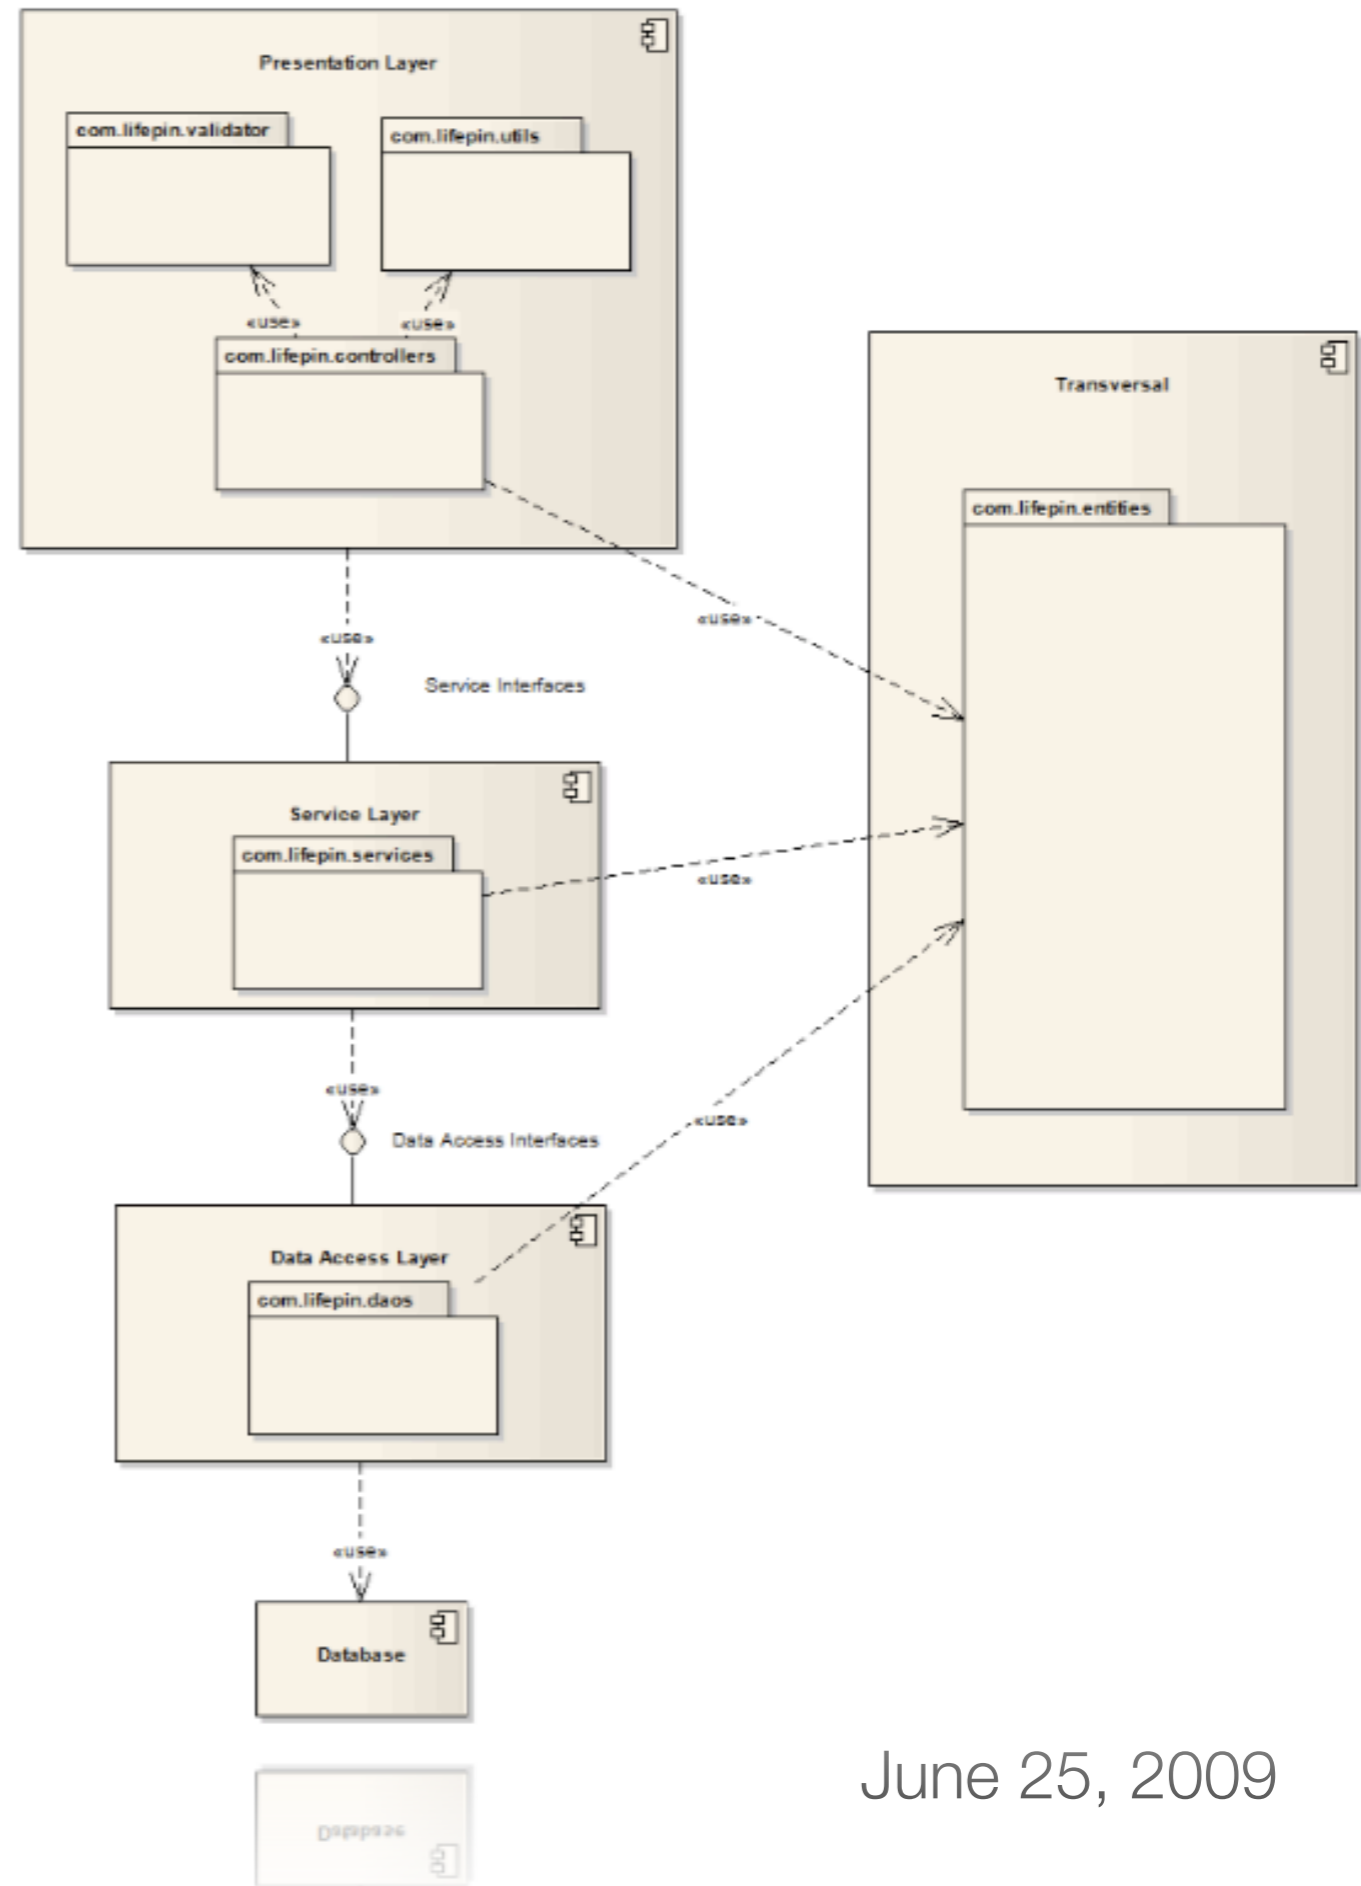 Presentation Layer
com.lifepin.validator
com.lifepin.utils
«use»
«use»
com.lifepin.controllers
Transversal
com.lifepin.entities
«use»
«use»
Service Interfaces
Service Layer
com.lifepin.services
«use»
«use»
Data Access Interfaces
«use»
Data Access Layer
com.lifepin.daos
«use»
Database
June 25, 2009
Database